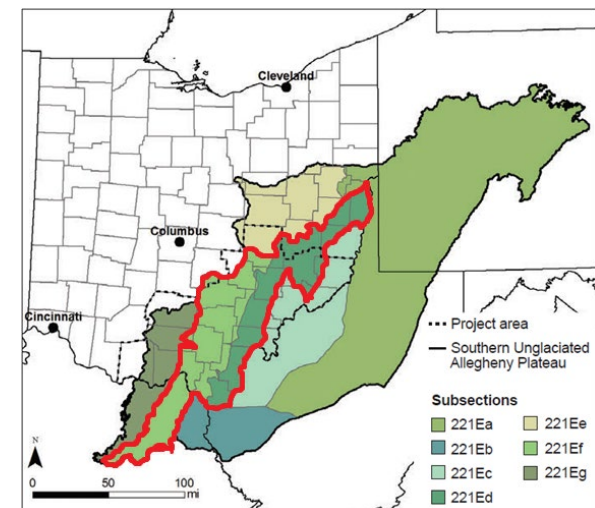 Cleveland
Columbus
Cincinnati
Project area
Southern Unglaciated
Allegheny Plateau
Subsections
221Ea
221Ee
221Eb
221Ef
221Ec
221Eg
221Ed
N
0 50 100
mi